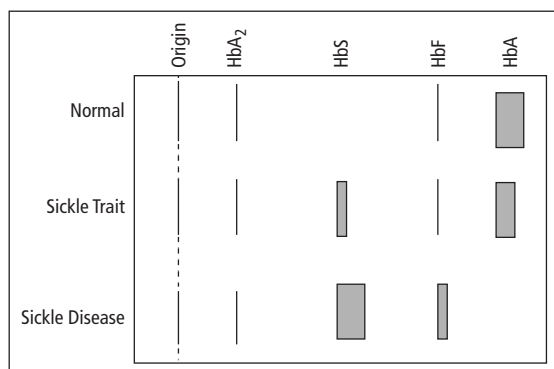 Origin
HbA₂
HbS
HbF
HbA
Normal
Sickle Trait
Sickle Disease